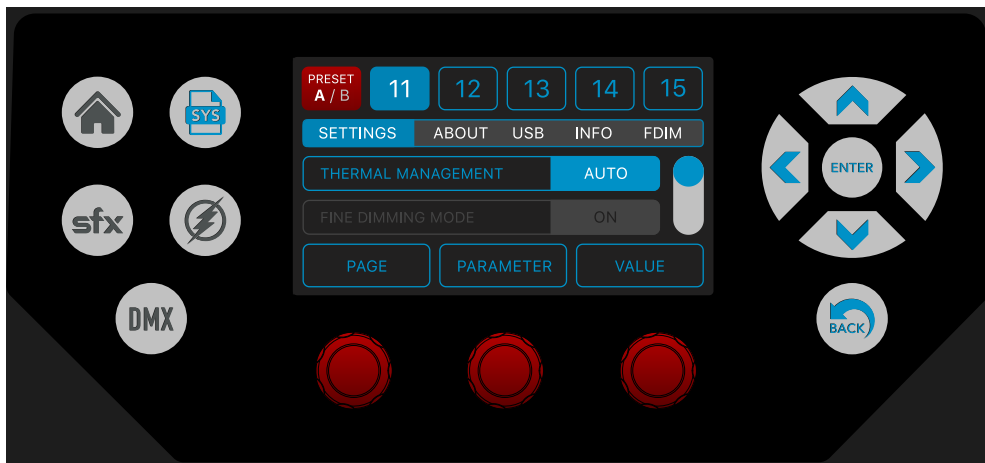 PRESET
A / B
11
12
13
14
15
SYS
SETTINGS ABOUT USB INFO FDIM
THERMAL MANAGEMENT AUTO
ENTER
sfx
FINE DIMMING MODE ON
PAGE PARAMETER VALUE
DMX
BACK